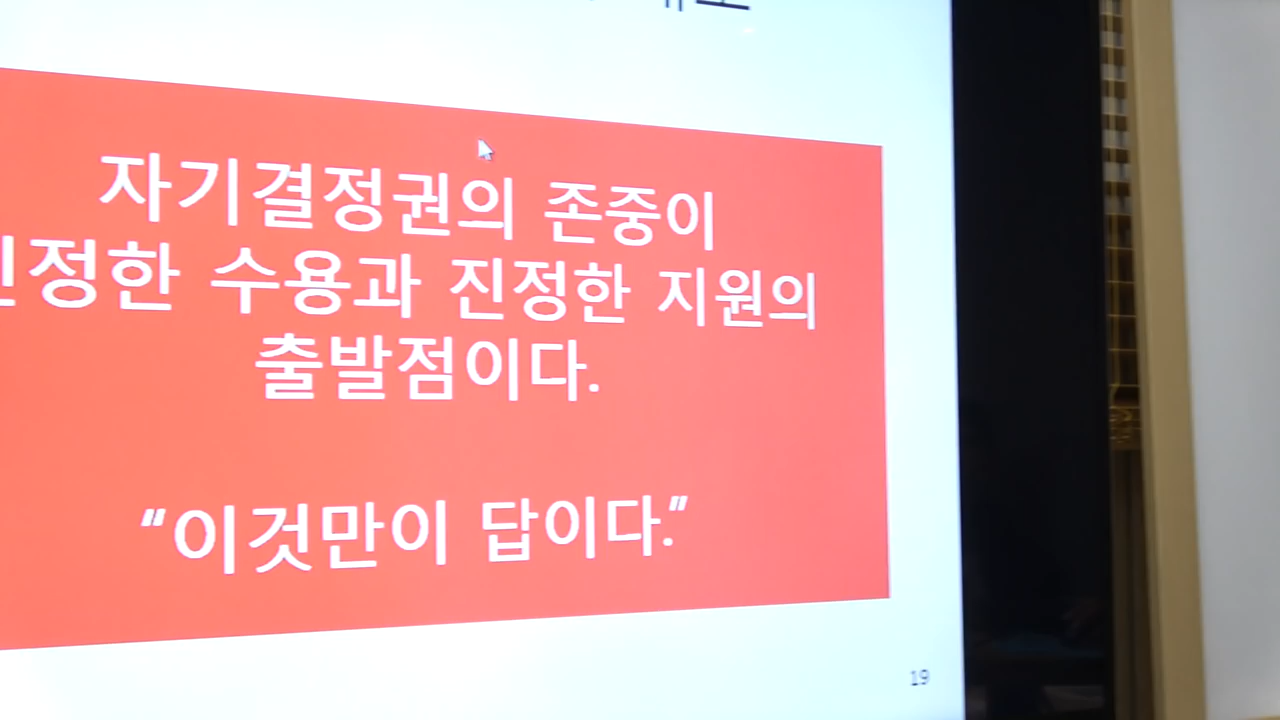 자기결정권의 존중이
진정한 수용과 진정한 지원의
출발점이다.
“이것만이 답이다.”
19